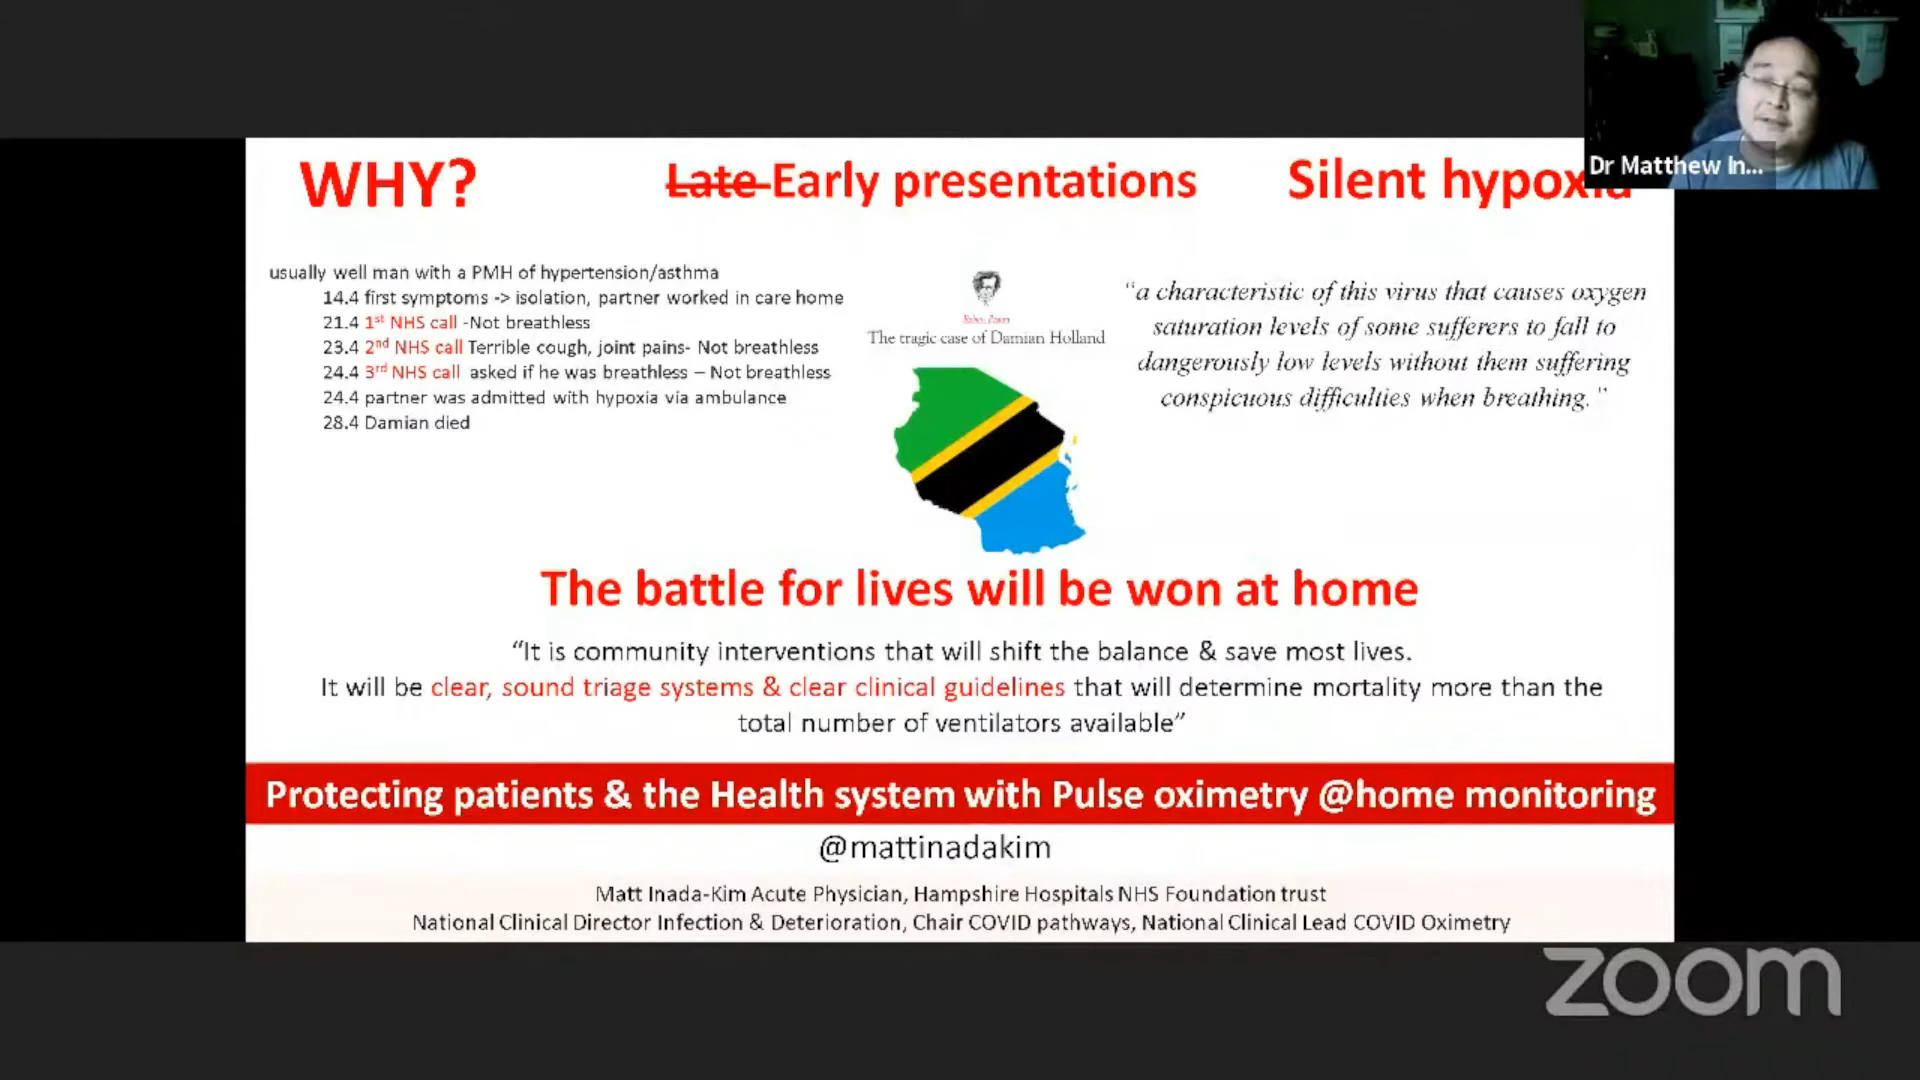 Dr Matthew In...
WHY?
Late Early presentations
Silent hypoxia
usually well man with a PMH of hypertension/asthma
14.4 first symptoms -> isolation, partner worked in care home
21.4 1st NHS call -Not breathless
23.4 2nd NHS call Terrible cough, joint pains- Not breathless
24.4 3rd NHS call asked if he was breathless – Not breathless
24.4 partner was admitted with hypoxia via ambulance
28.4 Damian died
The tragic case of Damian Holland
“a characteristic of this virus that causes oxygen
saturation levels of some sufferers to fall to
dangerously low levels without them suffering
conspicuous difficulties when breathing. ”
The battle for lives will be won at home
“It is community interventions that will shift the balance & save most lives.
It will be clear, sound triage systems & clear clinical guidelines that will determine mortality more than the
total number of ventilators available”
Protecting patients & the Health system with Pulse oximetry @home monitoring
@mattinadakim
Matt Inada-Kim Acute Physician, Hampshire Hospitals NHS Foundation trust
National Clinical Director Infection & Deterioration, Chair COVID pathways, National Clinical Lead COVID Oximetry
zoom